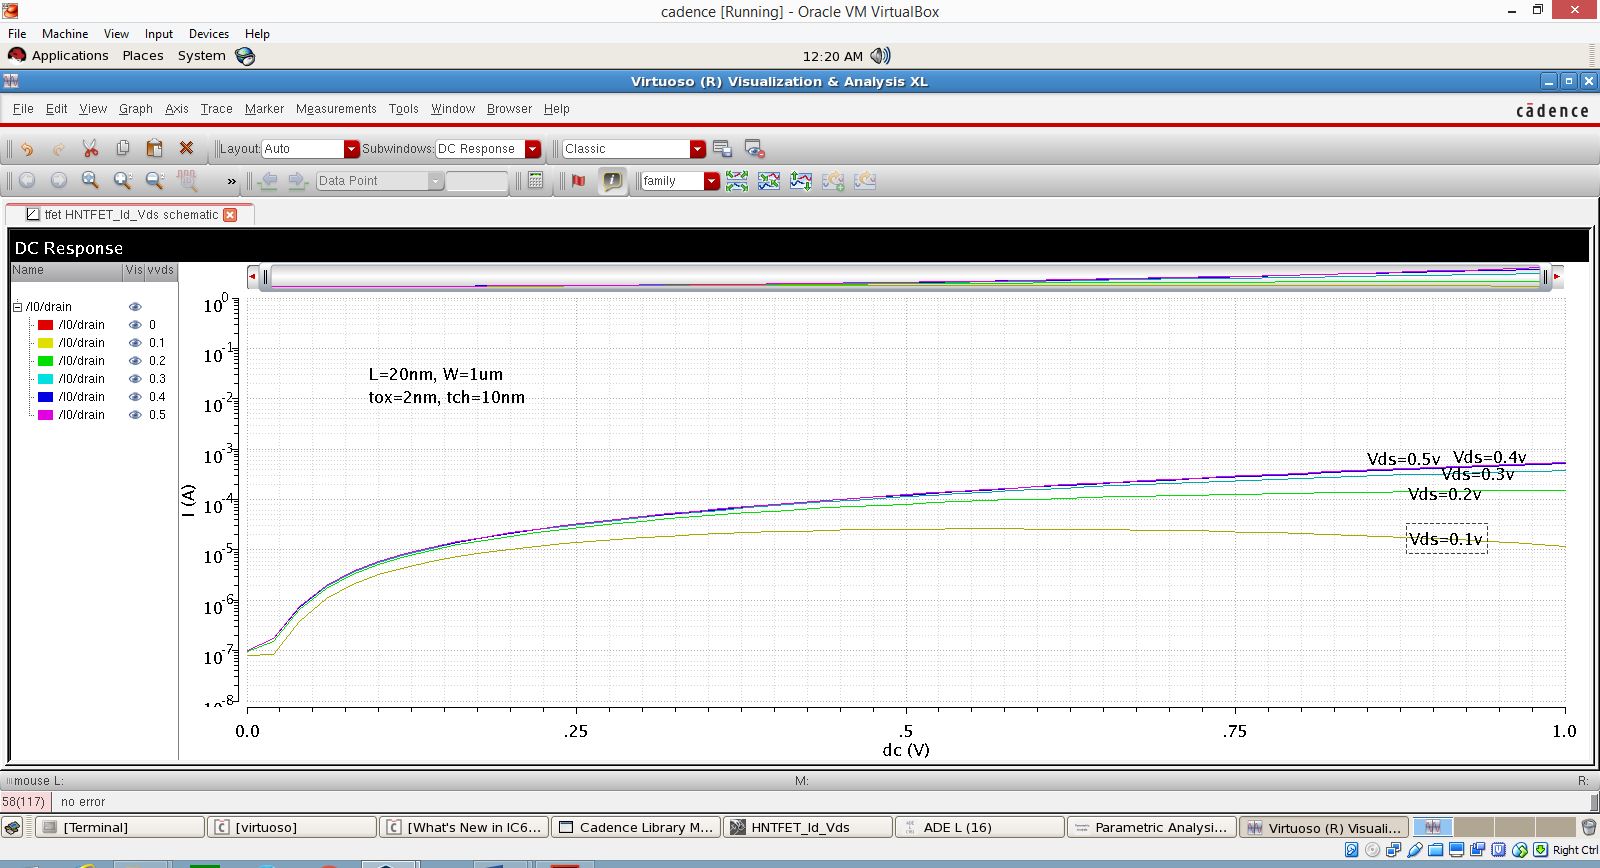 cadence [Running] - Oracle VM VirtualBox
File Machine View Input Devices Help
Applications Places System 12:20 AM
Virtuoso (R) Visualization & Analysis XL
File Edit View Graph Axis Trace Marker Measurements Tools Window Browser Help
cādence
Layout: Auto Subwindows: DC Response Classic
» Data Point family
tfet HNTFET_Id_Vds schematic
DC Response
Name Vis vvds
/I0/drain
/I0/drain 0
/I0/drain 0.1
/I0/drain 0.2
/I0/drain 0.3
/I0/drain 0.4
/I0/drain 0.5
10^0
10^-1
10^-2
10^-3
10^-4
10^-5
10^-6
10^-7
10^-8
I (A)
L=20nm, W=1um
tox=2nm, tch=10nm
Vds=0.5v Vds=0.4v
Vds=0.3v
Vds=0.2v
Vds=0.1v
0.0 .25 .5 .75 1.0
dc (V)
mouse L: M: R:
58(117) no error
[Terminal] [virtuoso] [What's New in IC6... Cadence Library M... HNTFET_Id_Vds ADE L (16) Parametric Analysi... Virtuoso (R) Visuali...
Right Ctrl